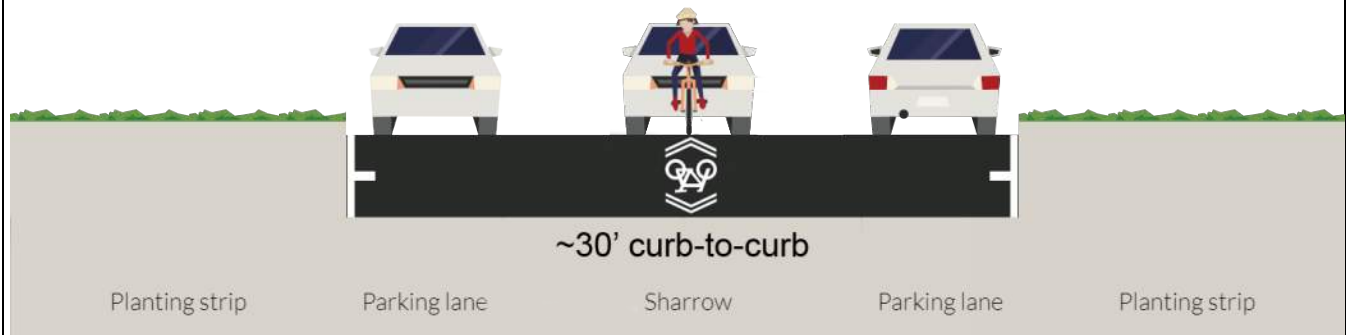 ~30' curb-to-curb
Planting strip Parking lane Sharrow Parking lane Planting strip